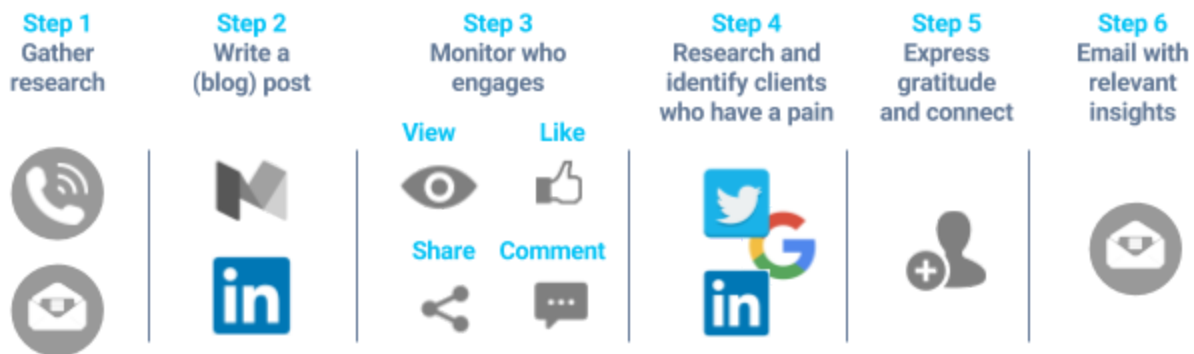 Step 1
Gather
research
Step 2
Write a
(blog) post
Step 3
Monitor who
engages
View
Like
Share
Comment
Step 4
Research and
identify clients
who have a pain
Step 5
Express
gratitude
and connect
Step 6
Email with
relevant
insights
in
in